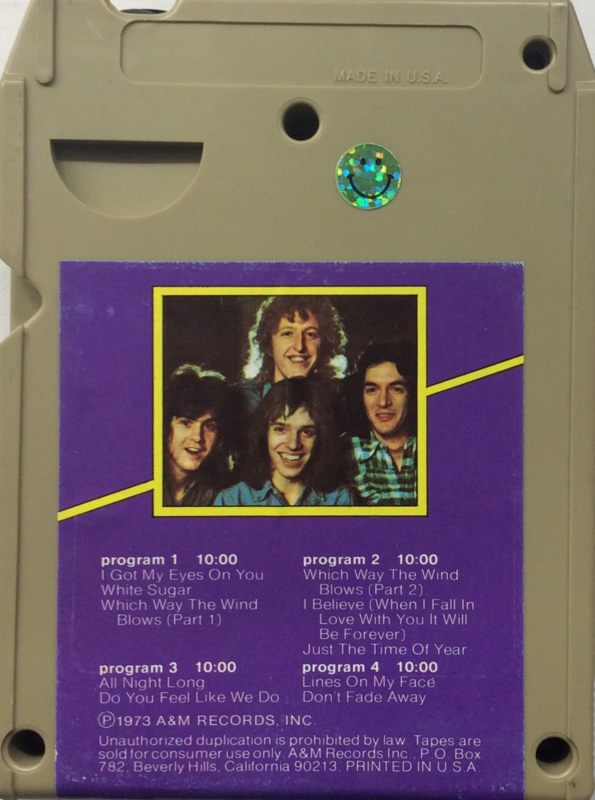 MADE IN U.S.A.
program 1 10:00
I Got My Eyes On You
White Sugar
Which Way The Wind
Blows (Part 1)
program 2 10:00
Which Way The Wind
Blows (Part 2)
I Believe (When I Fall In
Love With You It Will
Be Forever)
Just The Time Of Year
program 3 10:00
All Night Long
Do You Feel Like We Do
program 4 10:00
Lines On My Face
Don't Fade Away
Ⓟ1973 A&M RECORDS, INC.
Unauthorized duplication is prohibited by law. Tapes are
sold for consumer use only. A&M Records Inc., P.O. Box
782, Beverly Hills, California 90213. PRINTED IN U.S.A.